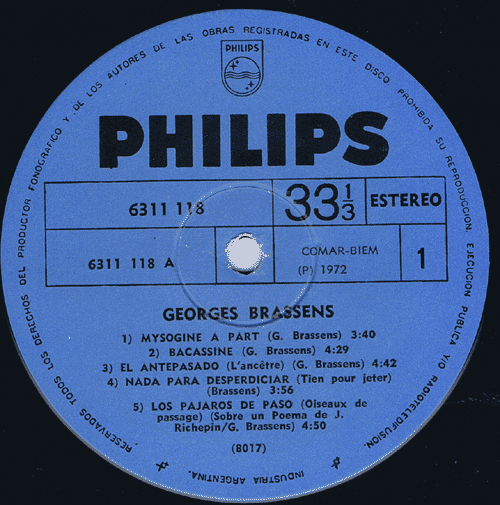 RESERVADOS TODOS LOS DERECHOS DEL PRODUCTOR FONOGRAFICO Y DE LOS AUTORES DE LAS OBRAS REGISTRADAS EN ESTE DISCO PROHIBIDA SU REPRODUCCION, EJECUCION PUBLICA Y/O RADIOTELEDIFUSION.
PHILIPS
PHILIPS
6311 118
33 1/3
ESTEREO
6311 118 A
COMAR-BIEM
(P) 1972
1
GEORGES BRASSENS
1) MYSOGINE A PART (G. Brassens) 3:40
2) BACASSINE (G. Brassens) 4:29
3) EL ANTEPASADO (L'ancètre) (G. Brassens) 4:42
4) NADA PARA DESPERDICIAR (Tien pour jeter)
(Brassens) 3:56
5) LOS PAJAROS DE PASO (Oiseaux de
passage) (Sobre un Poema de J.
Richepin/G. Brassens) 4:50
(8017)
INDUSTRIA ARGENTINA.